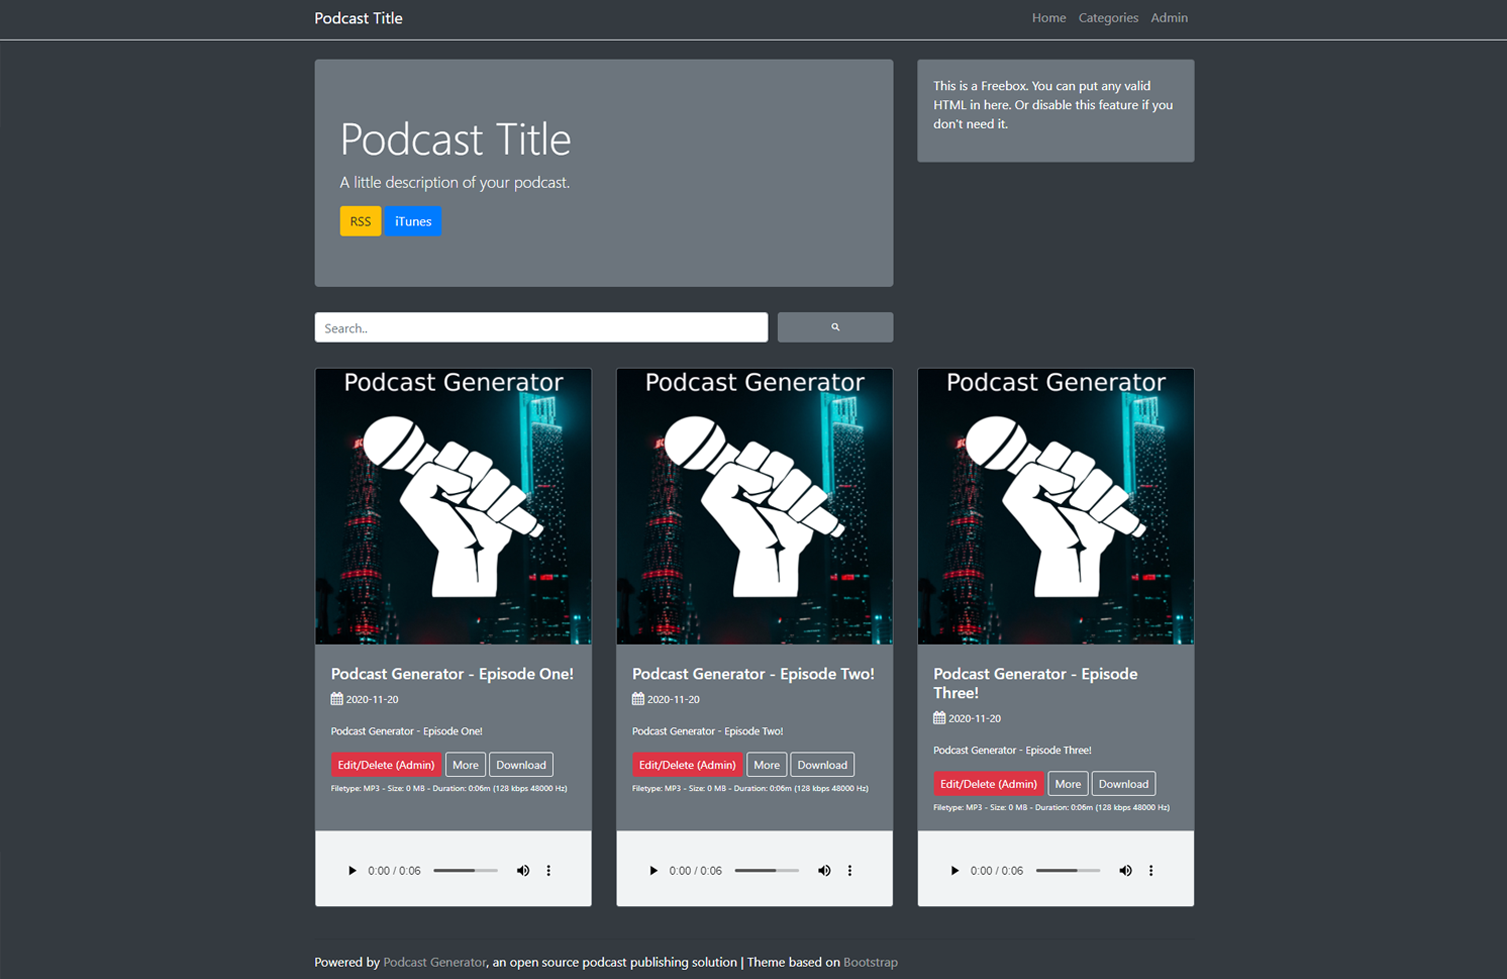 Podcast Title
Home Categories Admin
Podcast Title
A little description of your podcast.
RSS iTunes
This is a Freebox. You can put any valid
HTML in here. Or disable this feature if you
don't need it.
Search..
Podcast Generator
Podcast Generator - Episode One!
2020-11-20
Podcast Generator - Episode One!
Edit/Delete (Admin) More Download
Filetype: MP3 - Size: 0 MB - Duration: 0:06m (128 kbps 48000 Hz)
0:00 / 0:06
Podcast Generator
Podcast Generator - Episode Two!
2020-11-20
Podcast Generator - Episode Two!
Edit/Delete (Admin) More Download
Filetype: MP3 - Size: 0 MB - Duration: 0:06m (128 kbps 48000 Hz)
0:00 / 0:06
Podcast Generator
Podcast Generator - Episode
Three!
2020-11-20
Podcast Generator - Episode Three!
Edit/Delete (Admin) More Download
Filetype: MP3 - Size: 0 MB - Duration: 0:06m (128 kbps 48000 Hz)
0:00 / 0:06
Powered by Podcast Generator, an open source podcast publishing solution | Theme based on Bootstrap